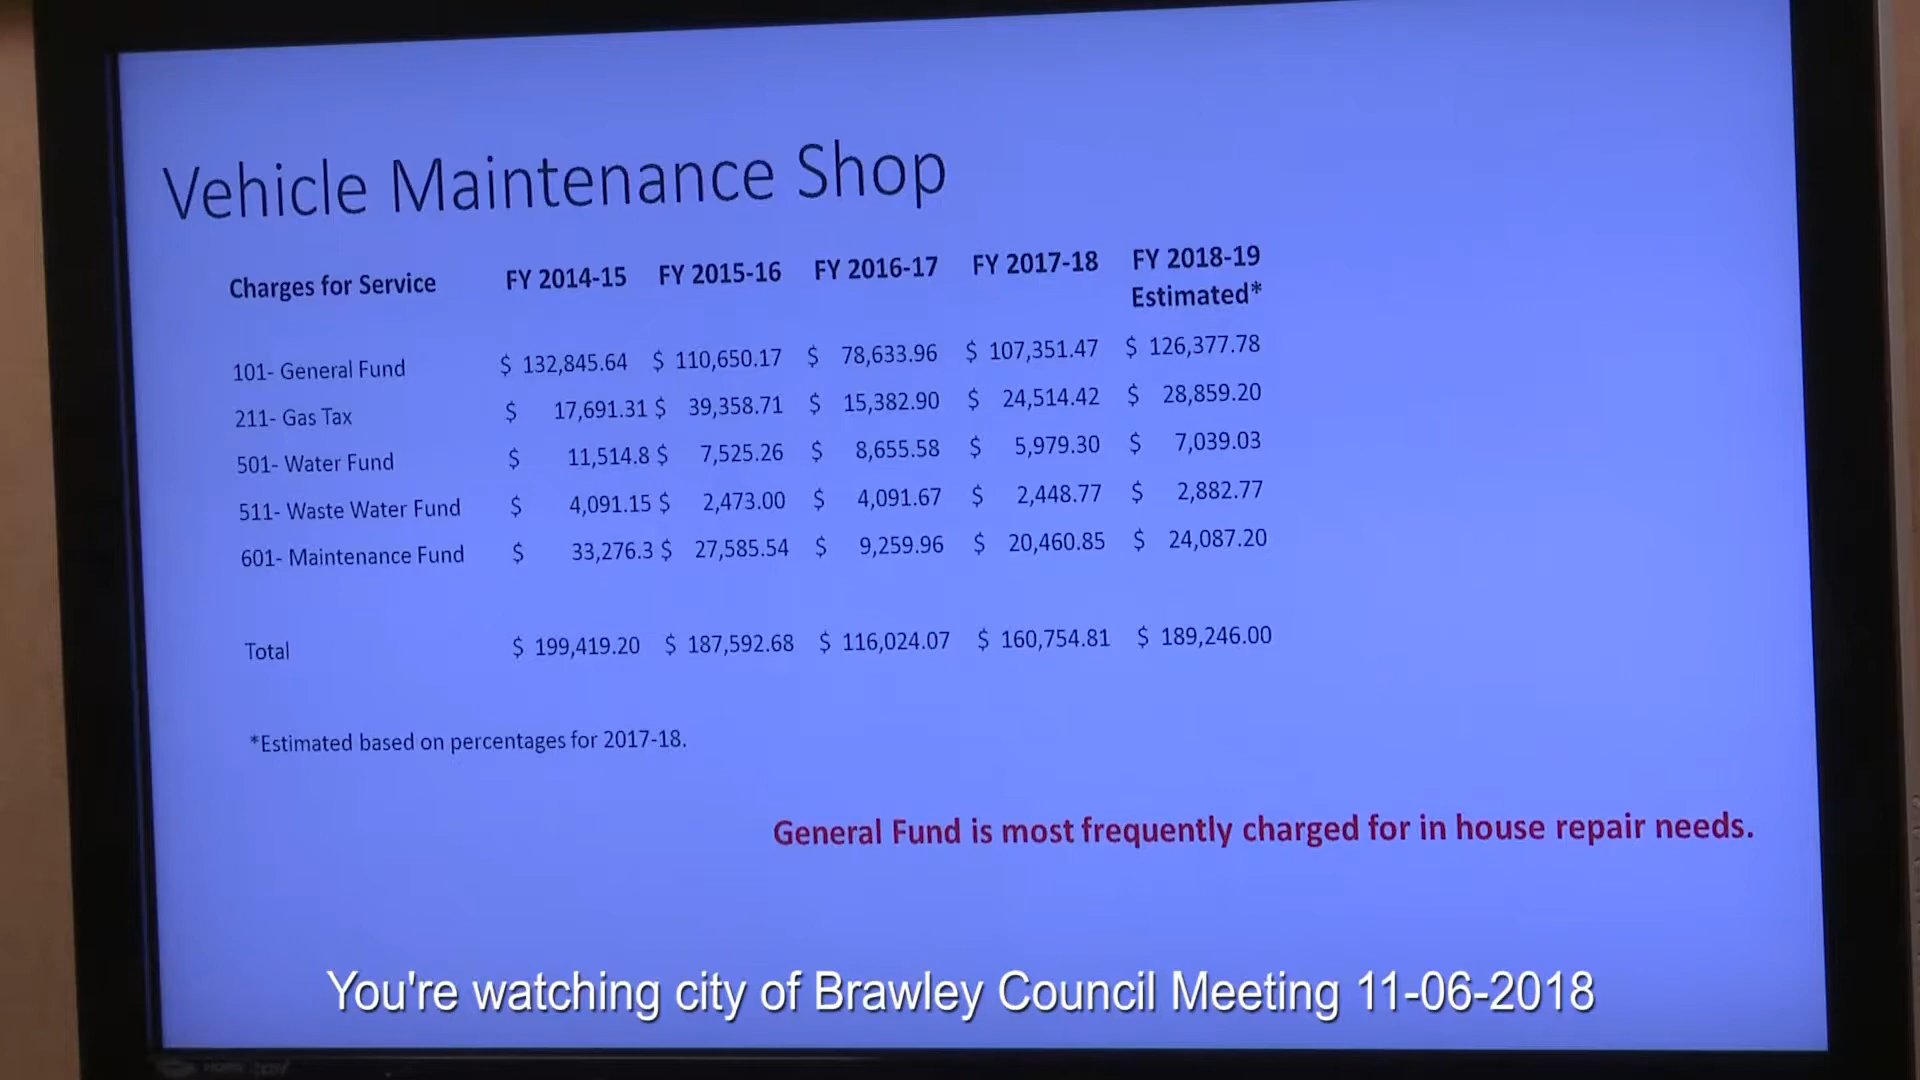 Vehicle Maintenance Shop
Charges for Service FY 2014-15 FY 2015-16 FY 2016-17 FY 2017-18 FY 2018-19 Estimated*
101- General Fund $ 132,845.64 $ 110,650.17 $ 78,633.96 $ 107,351.47 $ 126,377.78
211- Gas Tax $ 17,691.31 $ 39,358.71 $ 15,382.90 $ 24,514.42 $ 28,859.20
501- Water Fund $ 11,514.8 $ 7,525.26 $ 8,655.58 $ 5,979.30 $ 7,039.03
511- Waste Water Fund $ 4,091.15 $ 2,473.00 $ 4,091.67 $ 2,448.77 $ 2,882.77
601- Maintenance Fund $ 33,276.3 $ 27,585.54 $ 9,259.96 $ 20,460.85 $ 24,087.20
Total $ 199,419.20 $ 187,592.68 $ 116,024.07 $ 160,754.81 $ 189,246.00
*Estimated based on percentages for 2017-18.
General Fund is most frequently charged for in house repair needs.
You're watching city of Brawley Council Meeting 11-06-2018